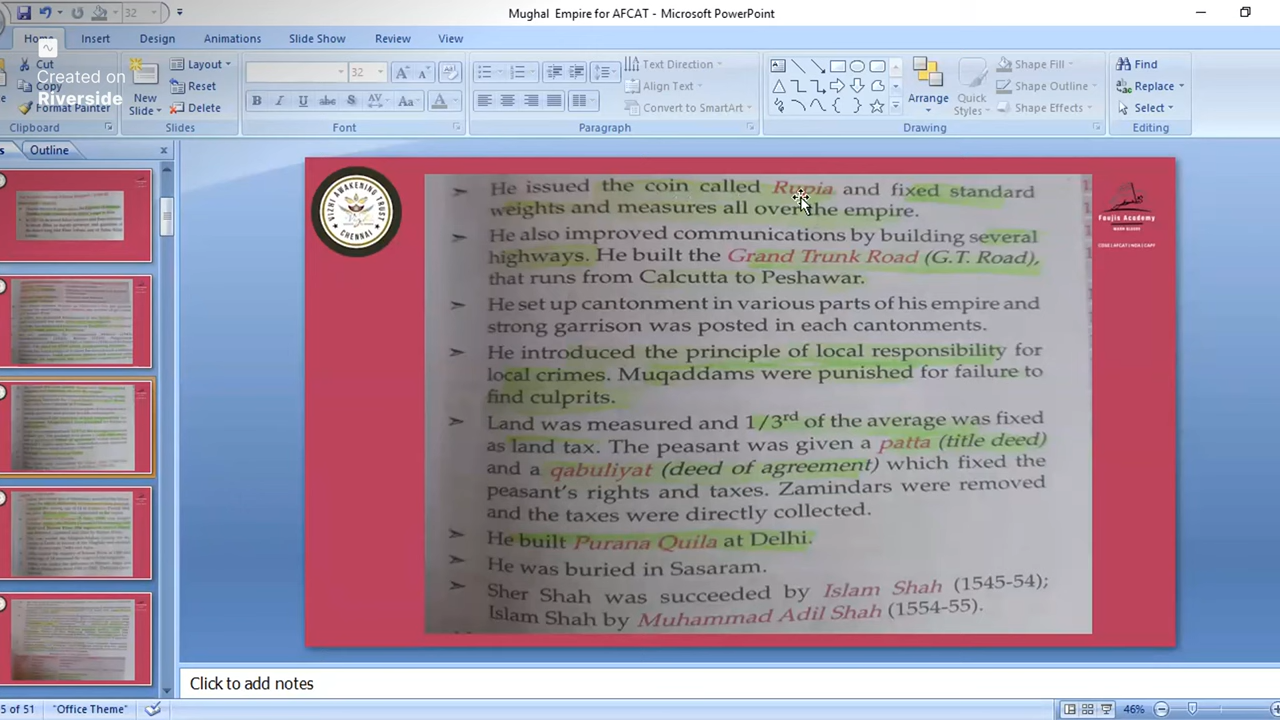 Mughal Empire for AFCAT - Microsoft PowerPoint
32
Home Insert Design Animations Slide Show Review View
Created on
Riverside
Cut
Copy
Format Painter
Clipboard
New
Slide
Layout
Reset
Delete
Slides
32
Font
Paragraph
Text Direction
Align Text
Convert to SmartArt
Arrange
Quick
Styles
Shape Fill
Shape Outline
Shape Effects
Drawing
Find
Replace
Select
Editing
Outline
VIZHI AWAKENING TRUST
CHENNAI
Foujis Academy
➢ He issued the coin called Rupia and fixed standard
weights and measures all over the empire.
➢ He also improved communications by building several
highways. He built the Grand Trunk Road (G.T. Road),
that runs from Calcutta to Peshawar.
➢ He set up cantonment in various parts of his empire and
strong garrison was posted in each cantonments.
➢ He introduced the principle of local responsibility for
local crimes. Muqaddams were punished for failure to
find culprits.
➢ Land was measured and 1/3rd of the average was fixed
as land tax. The peasant was given a patta (title deed)
and a qabuliyat (deed of agreement) which fixed the
peasant's rights and taxes. Zamindars were removed
and the taxes were directly collected.
➢ He built Purana Quila at Delhi.
➢ He was buried in Sasaram.
➢ Sher Shah was succeeded by Islam Shah (1545-54);
Islam Shah by Muhammad Adil Shah (1554-55).
Click to add notes
5 of 51 "Office Theme" 46%